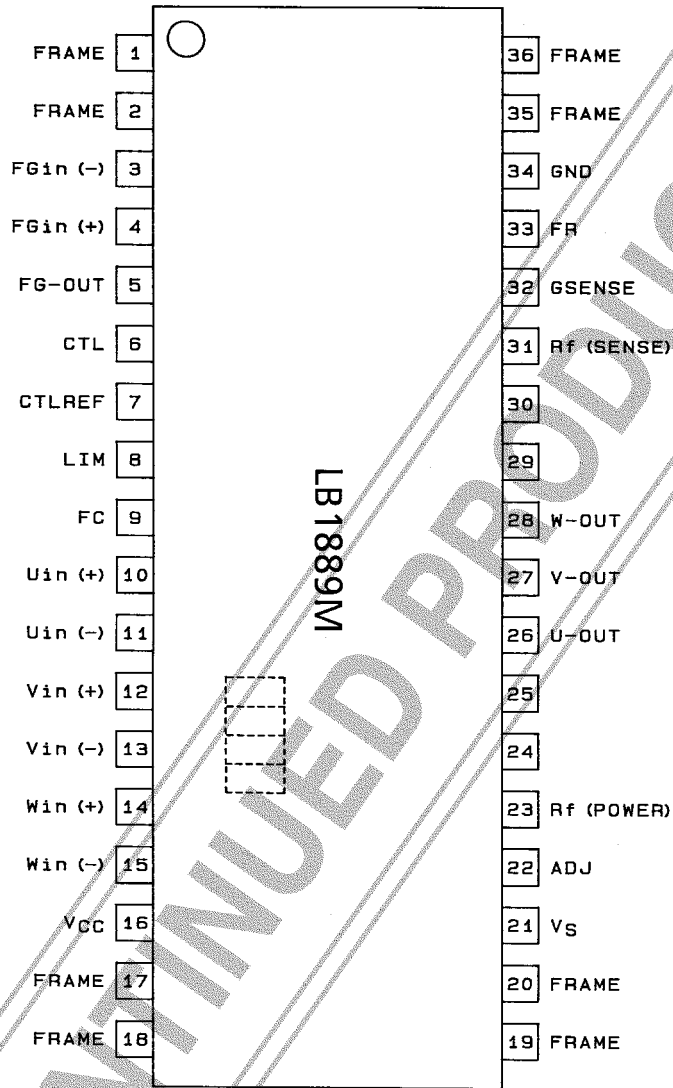 FRAME 1
FRAME 2
FGin (−) 3
FGin (+) 4
FG-OUT 5
CTL 6
CTLREF 7
LIM 8
FC 9
Uin (+) 10
Uin (−) 11
Vin (+) 12
Vin (−) 13
Win (+) 14
Win (−) 15
VCC 16
FRAME 17
FRAME 18
LB1889M
36 FRAME
35 FRAME
34 GND
33 FR
32 GSENSE
31 Rf (SENSE)
30
29
28 W-OUT
27 V-OUT
26 U-OUT
25
24
23 Rf (POWER)
22 ADJ
21 VS
20 FRAME
19 FRAME